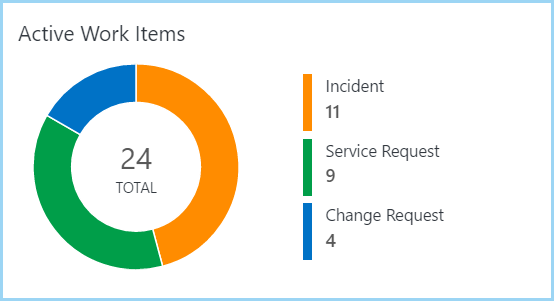 Active Work Items
24
TOTAL
Incident
11
Service Request
9
Change Request
4